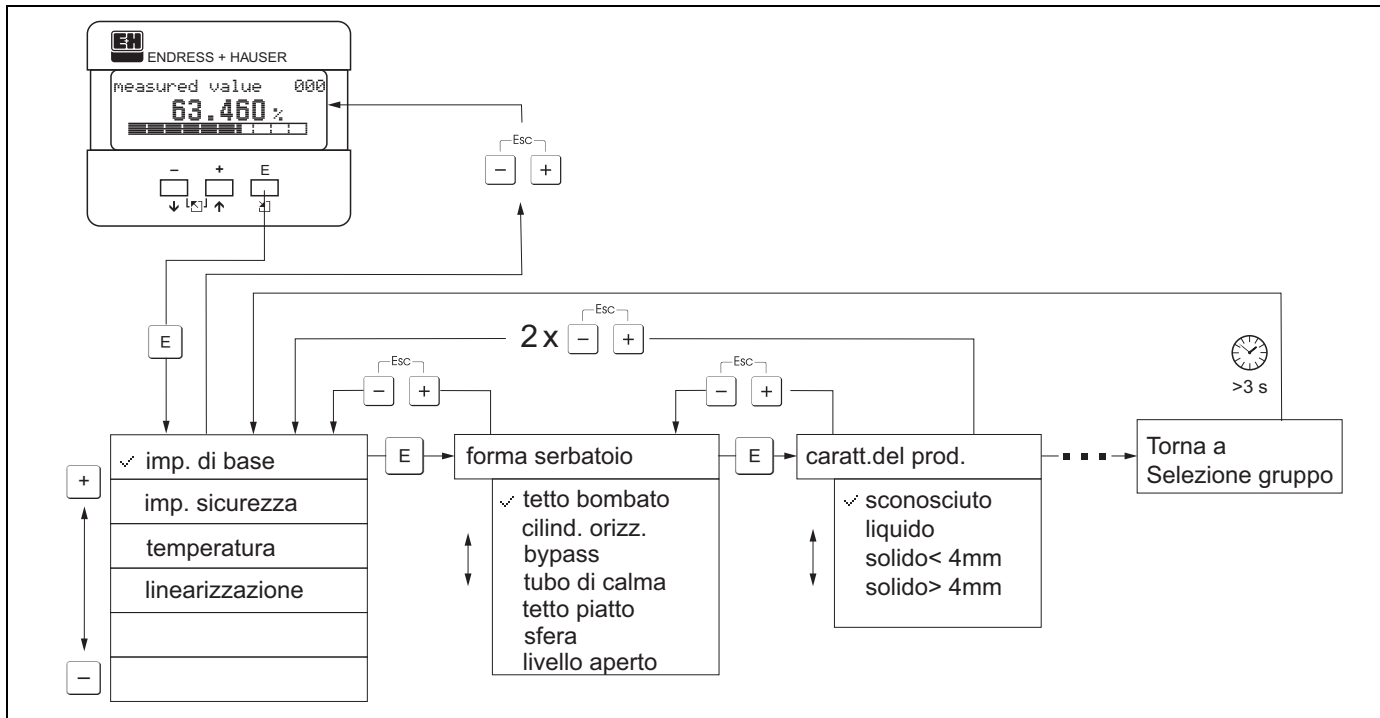 E+H
ENDRESS + HAUSER
measured value 000
63.460 %
- + E
Esc
- +
E
Esc
2 x - +
Esc
- +
Esc
- +
>3 s
✓ imp. di base
imp. sicurezza
temperatura
linearizzazione
+
-
E
forma serbatoio
✓ tetto bombato
cilind. orizz.
bypass
tubo di calma
tetto piatto
sfera
livello aperto
E
caratt.del prod.
✓ sconosciuto
liquido
solido< 4mm
solido> 4mm
Torna a
Selezione gruppo